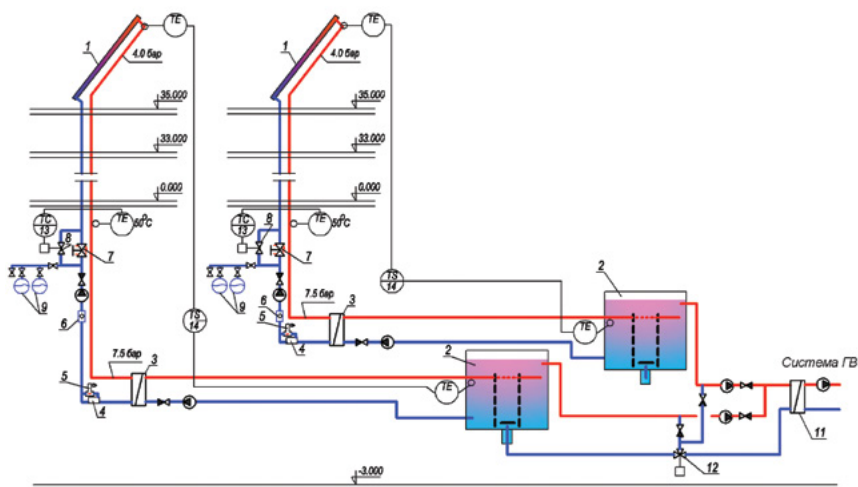 TE TE
1 4.0 бар 1 4.0 бар
35.000 35.000
33.000 33.000
0.000 0.000
TC 13 TE 50°C TC 13 TE 50°C
8 8
7 7
9 9
TS 14
2
6 7.5 бар 3
6 5 4 TS 14 TE
7.5 бар 3 2
5 TE
4
Система ГВ
11
12
-3.000